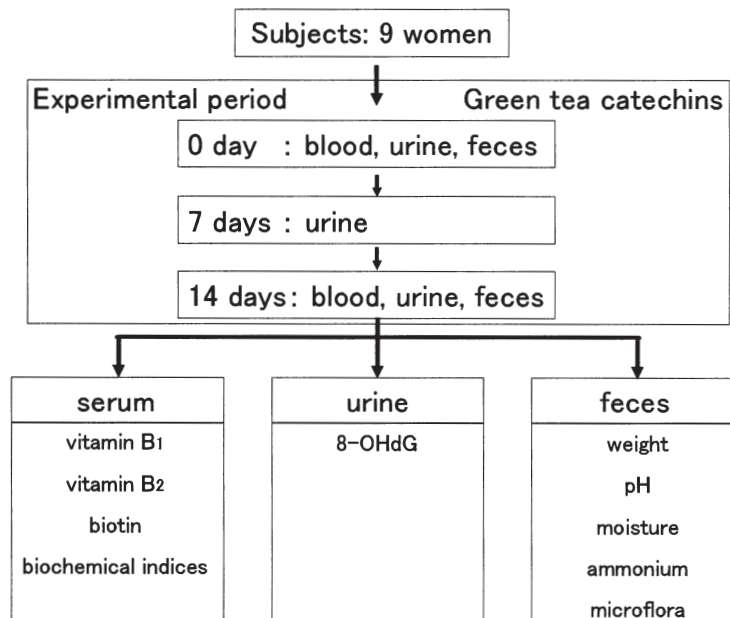 Subjects: 9 women
Experimental period
Green tea catechins
0 day : blood, urine, feces
7 days : urine
14 days : blood, urine, feces
serum
vitamin B1
vitamin B2
biotin
biochemical indices
urine
8-OHdG
feces
weight
pH
moisture
ammonium
microflora